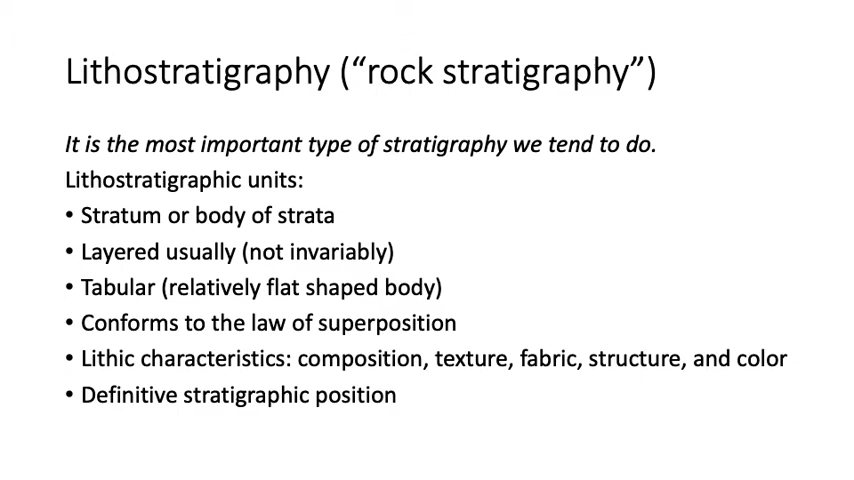 Lithostratigraphy (“rock stratigraphy”)
It is the most important type of stratigraphy we tend to do.
Lithostratigraphic units:
• Stratum or body of strata
• Layered usually (not invariably)
• Tabular (relatively flat shaped body)
• Conforms to the law of superposition
• Lithic characteristics: composition, texture, fabric, structure, and color
• Definitive stratigraphic position